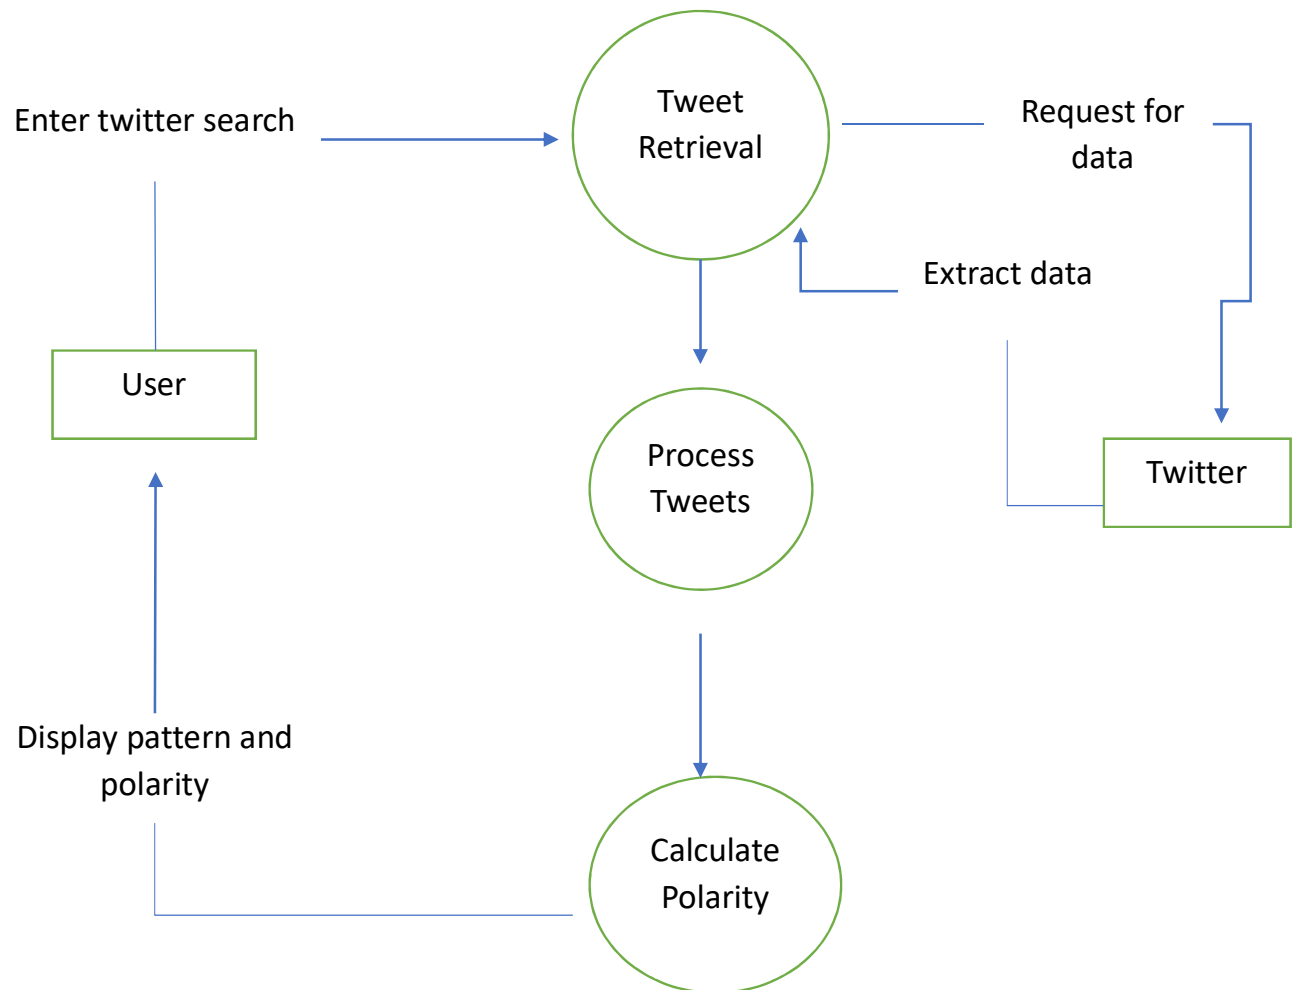 Enter twitter search
Tweet
Retrieval
Request for
data
Extract data
User
Process
Tweets
Twitter
Display pattern and
polarity
Calculate
Polarity